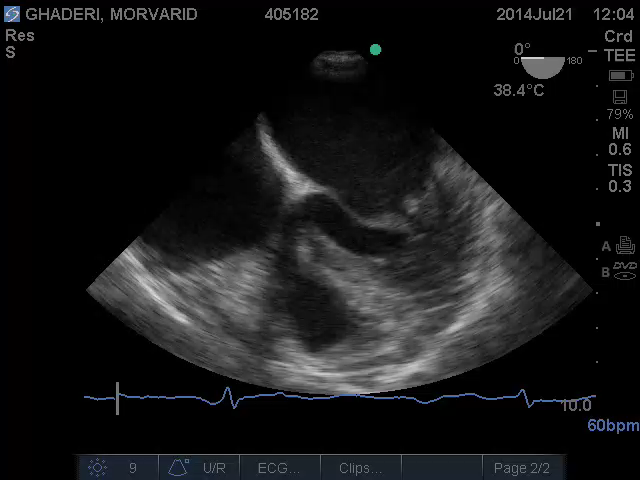 GHADERI, MORVARID 405182 2014Jul21 12:04
Res
S
Crd
TEE
0°
0 180
38.4°C
79%
MI
0.6
TIS
0.3
A
B DVD
10.0
60bpm
9 U/R ECG... Clips... Page 2/2